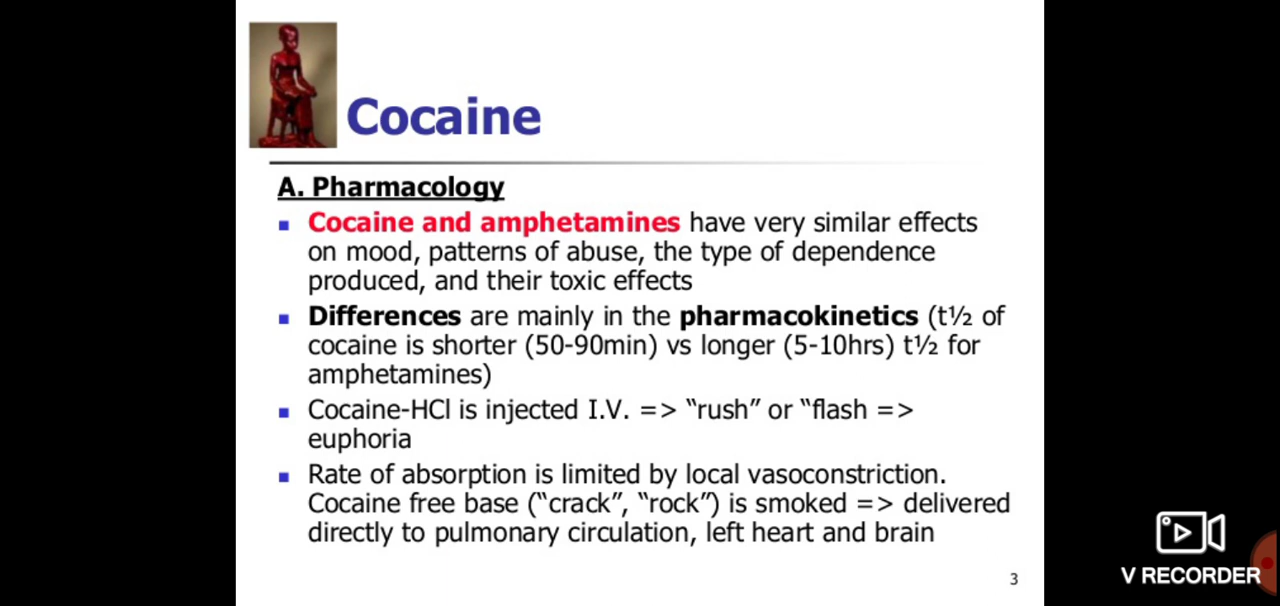 Cocaine
A. Pharmacology
Cocaine and amphetamines have very similar effects
on mood, patterns of abuse, the type of dependence
produced, and their toxic effects
Differences are mainly in the pharmacokinetics (t½ of
cocaine is shorter (50-90min) vs longer (5-10hrs) t½ for
amphetamines)
Cocaine-HCl is injected I.V. => “rush” or “flash =>
euphoria
Rate of absorption is limited by local vasoconstriction.
Cocaine free base (“crack”, “rock”) is smoked => delivered
directly to pulmonary circulation, left heart and brain
3
V RECORDER